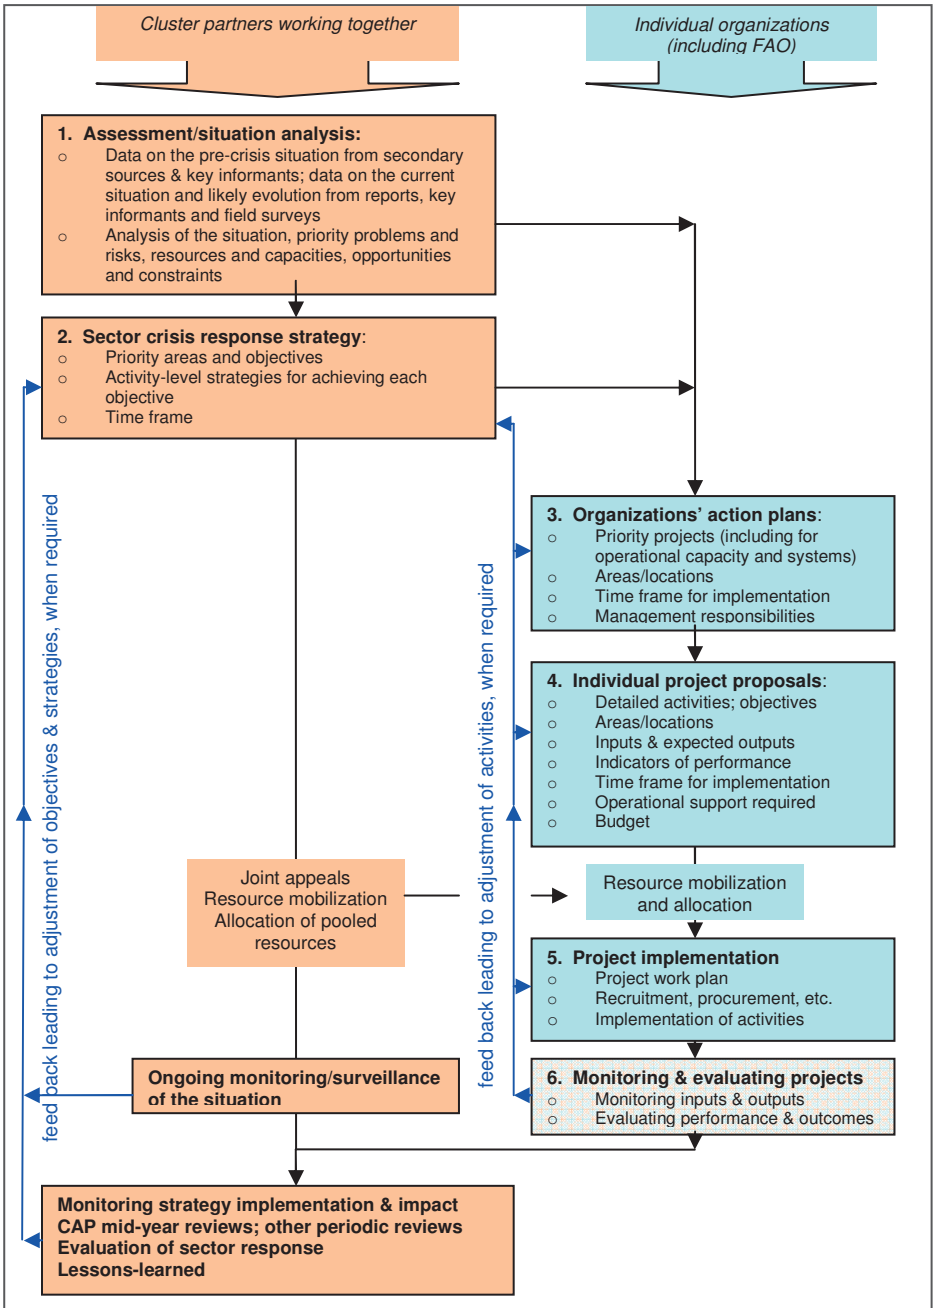 Cluster partners working together
Individual organizations
(including FAO)
1. Assessment/situation analysis:
o Data on the pre-crisis situation from secondary
sources & key informants; data on the current
situation and likely evolution from reports, key
informants and field surveys
o Analysis of the situation, priority problems and
risks, resources and capacities, opportunities
and constraints
2. Sector crisis response strategy:
o Priority areas and objectives
o Activity-level strategies for achieving each
objective
o Time frame
3. Organizations' action plans:
o Priority projects (including for
operational capacity and systems)
o Areas/locations
o Time frame for implementation
o Management responsibilities
4. Individual project proposals:
o Detailed activities; objectives
o Areas/locations
o Inputs & expected outputs
o Indicators of performance
o Time frame for implementation
o Operational support required
o Budget
feed back leading to adjustment of objectives & strategies, when required
feed back leading to adjustment of activities, when required
Joint appeals
Resource mobilization
Allocation of pooled
resources
Resource mobilization
and allocation
5. Project implementation
o Project work plan
o Recruitment, procurement, etc.
o Implementation of activities
Ongoing monitoring/surveillance
of the situation
6. Monitoring & evaluating projects
o Monitoring inputs & outputs
o Evaluating performance & outcomes
Monitoring strategy implementation & impact
CAP mid-year reviews; other periodic reviews
Evaluation of sector response
Lessons-learned